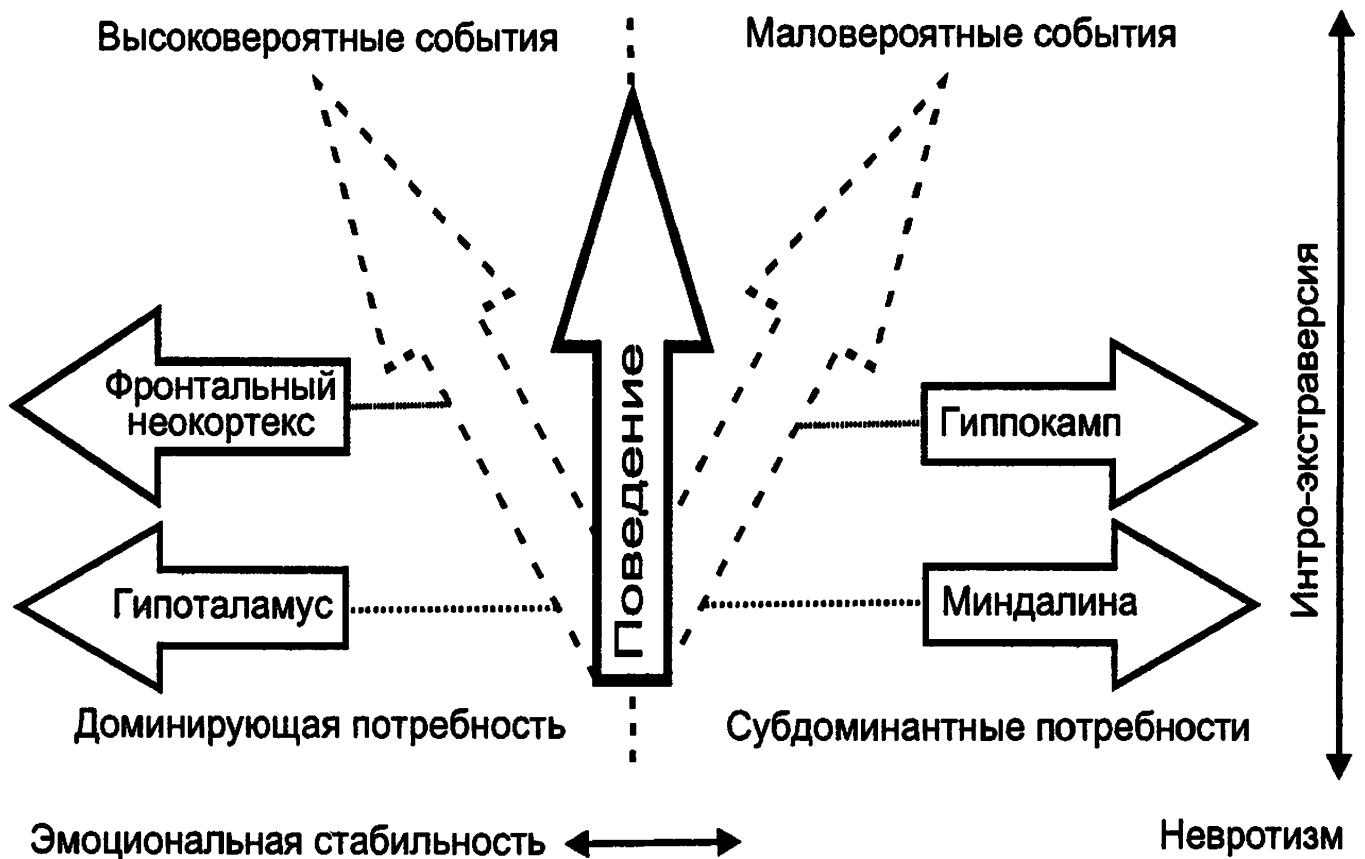 Высоковероятные события
Маловероятные события
Фронтальный
неокортекс
Поведение
Гиппокамп
Интро-экстраверсия
Гипоталамус
Миндалина
Доминирующая потребность
Субдоминантные потребности
Эмоциональная стабильность
Невротизм